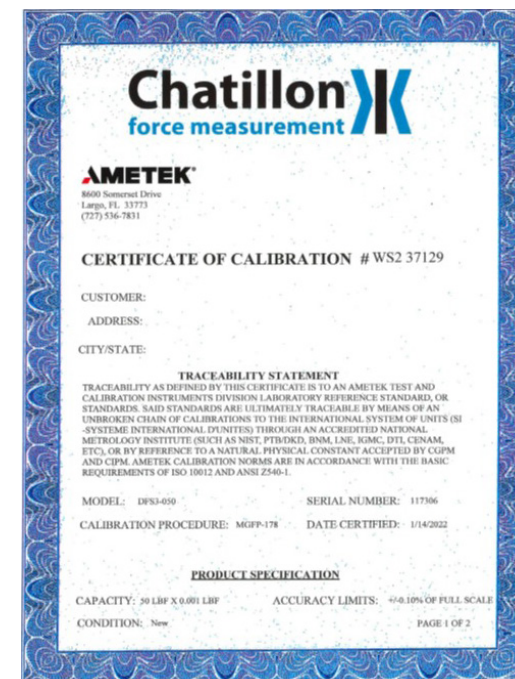 Chatillon
force measurement
AMETEK®
8600 Somerset Drive
Largo, FL 33773
(727) 536-7831
CERTIFICATE OF CALIBRATION # WS2 37129
CUSTOMER:
ADDRESS:
CITY/STATE:
TRACEABILITY STATEMENT
TRACEABILITY AS DEFINED BY THIS CERTIFICATE IS TO AN AMETEK TEST AND
CALIBRATION INSTRUMENTS DIVISION LABORATORY REFERENCE STANDARD, OR
STANDARDS. SAID STANDARDS ARE ULTIMATELY TRACEABLE BY MEANS OF AN
UNBROKEN CHAIN OF CALIBRATIONS TO THE INTERNATIONAL SYSTEM OF UNITS (SI
-SYSTEME INTERNATIONAL D'UNITES) THROUGH AN ACCREDITED NATIONAL
METROLOGY INSTITUTE (SUCH AS NIST, PTB/DKD, BNM, LNE, IGMC, DTI, CENAM,
ETC), OR BY REFERENCE TO A NATURAL PHYSICAL CONSTANT ACCEPTED BY CGPM
AND CIPM. AMETEK CALIBRATION NORMS ARE IN ACCORDANCE WITH THE BASIC
REQUIREMENTS OF ISO 10012 AND ANSI Z540-1.
MODEL: DFS3-050 SERIAL NUMBER: 117306
CALIBRATION PROCEDURE: MGFP-178 DATE CERTIFIED: 1/14/2022
PRODUCT SPECIFICATION
CAPACITY: 50 LBF X 0.001 LBF ACCURACY LIMITS: +/-0.10% OF FULL SCALE
CONDITION: New PAGE 1 OF 2